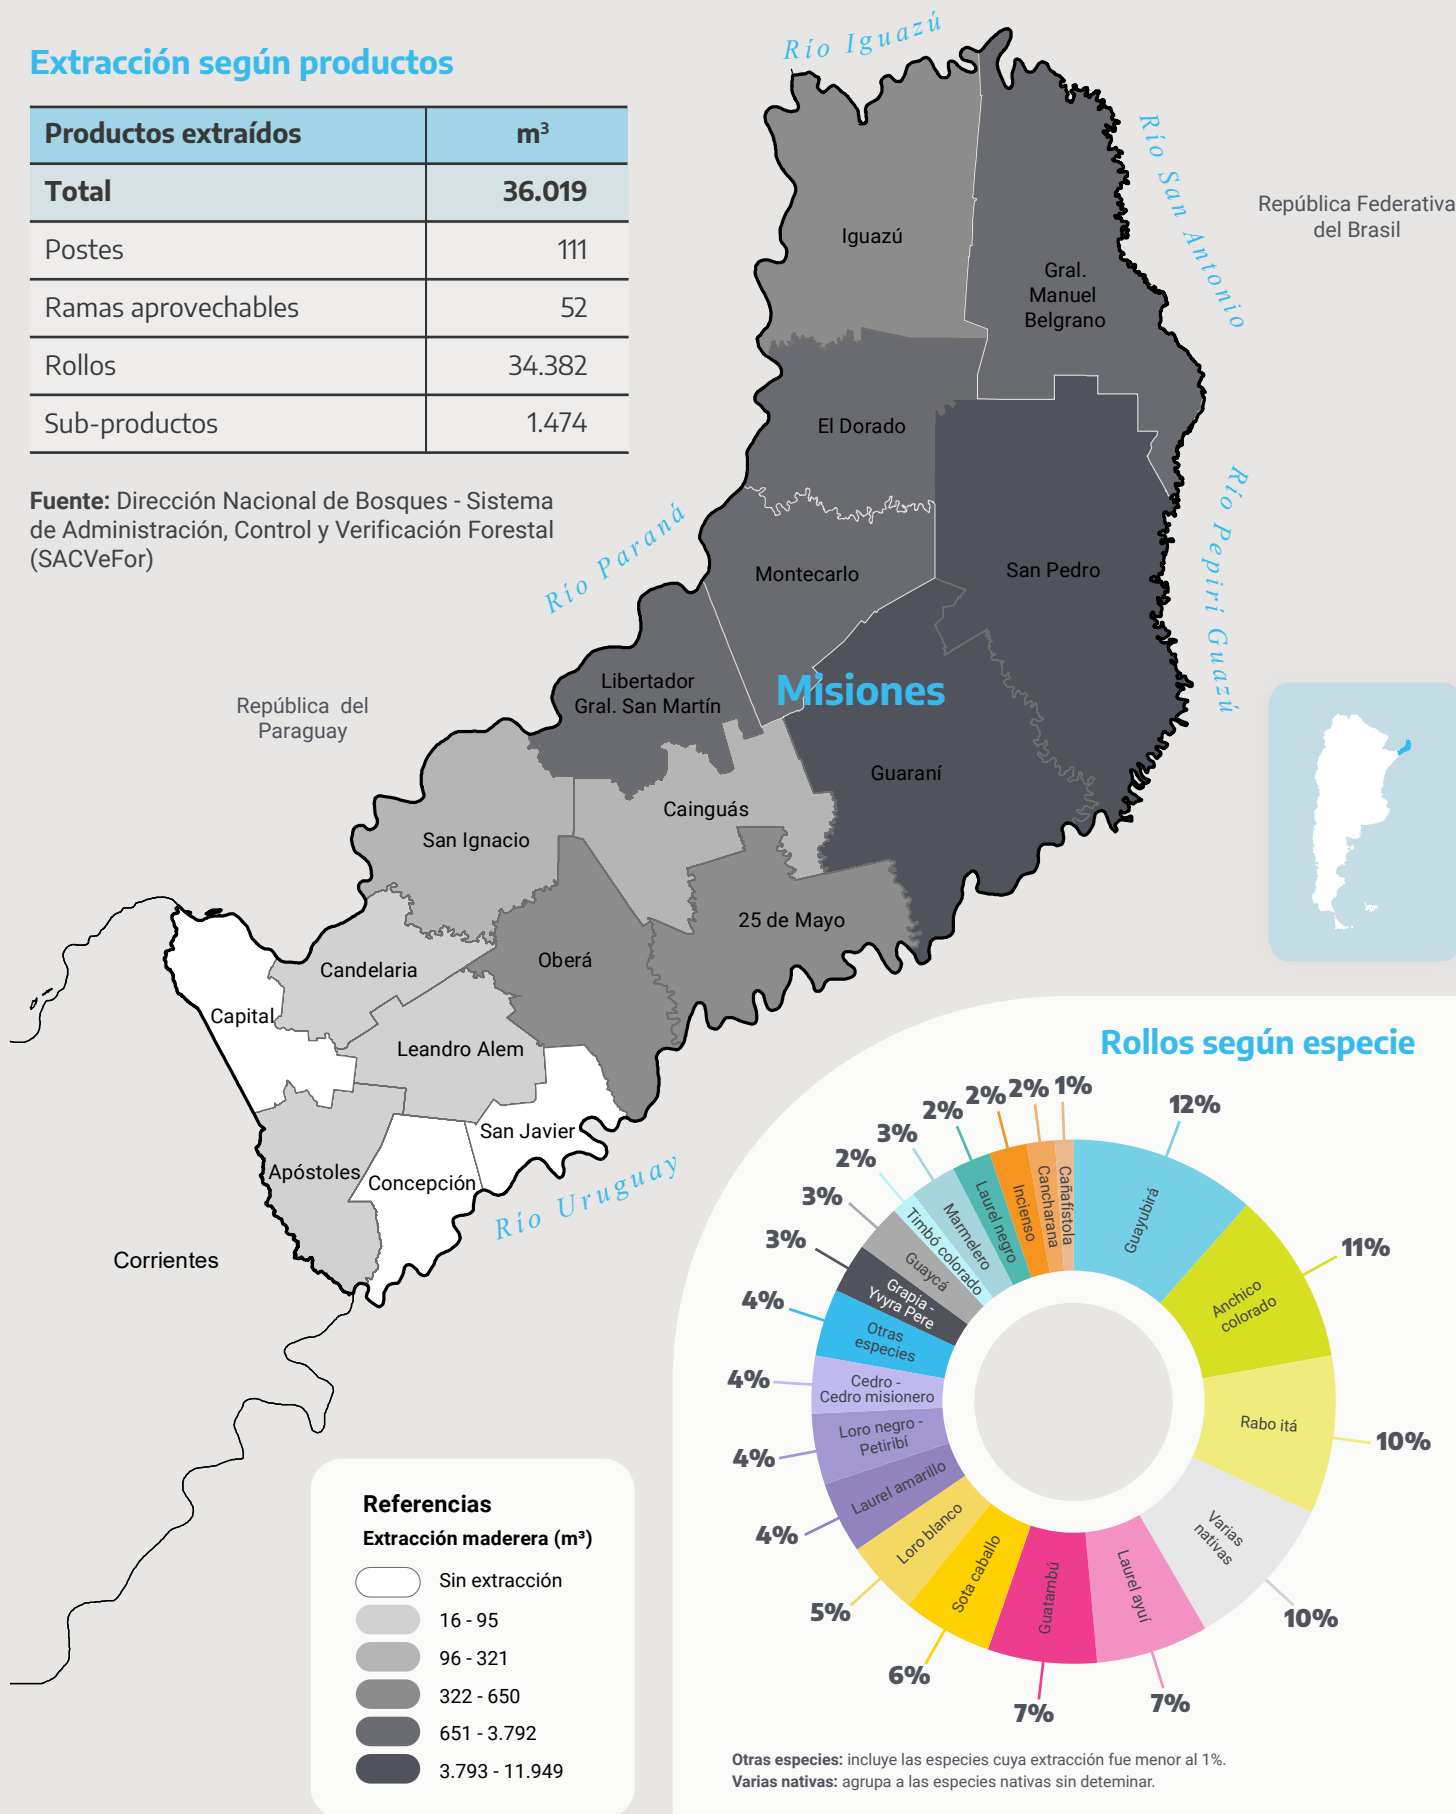 Extracción según productos
Productos extraídos m³
Total 36.019
Postes 111
Ramas aprovechables 52
Rollos 34.382
Sub-productos 1.474
Fuente: Dirección Nacional de Bosques - Sistema
de Administración, Control y Verificación Forestal
(SACVeFor)
Río Iguazú
Río San Antonio
República Federativa
del Brasil
Iguazú
Gral.
Manuel
Belgrano
El Dorado
Río Paraná
Río Pepirí Guazú
Montecarlo
San Pedro
Libertador
Gral. San Martín
Misiones
República del
Paraguay
Guaraní
Cainguás
San Ignacio
25 de Mayo
Oberá
Candelaria
Capital
Leandro Alem
San Javier
Apóstoles
Concepción
Río Uruguay
Corrientes
Referencias
Extracción maderera (m³)
Sin extracción
16 - 95
96 - 321
322 - 650
651 - 3.792
3.793 - 11.949
Rollos según especie
12%
Guayubirá
11%
Anchico
colorado
10%
Rabo itá
10%
Varias
nativas
7%
Laurel ayuí
7%
Guatambú
6%
Sota caballo
5%
Loro blanco
4%
Laurel amarillo
4%
Loro negro -
Petiribí
4%
Cedro -
Cedro misionero
4%
Otras
especies
3%
Grapia -
Yvyra Pere
3%
Guaycá
2%
Timbó colorado
3%
Marmelero
2%
Laurel negro
2%
Incienso
2%
Cancharana
1%
Cañafístola
Otras especies: incluye las especies cuya extracción fue menor al 1%.
Varias nativas: agrupa a las especies nativas sin deteminar.